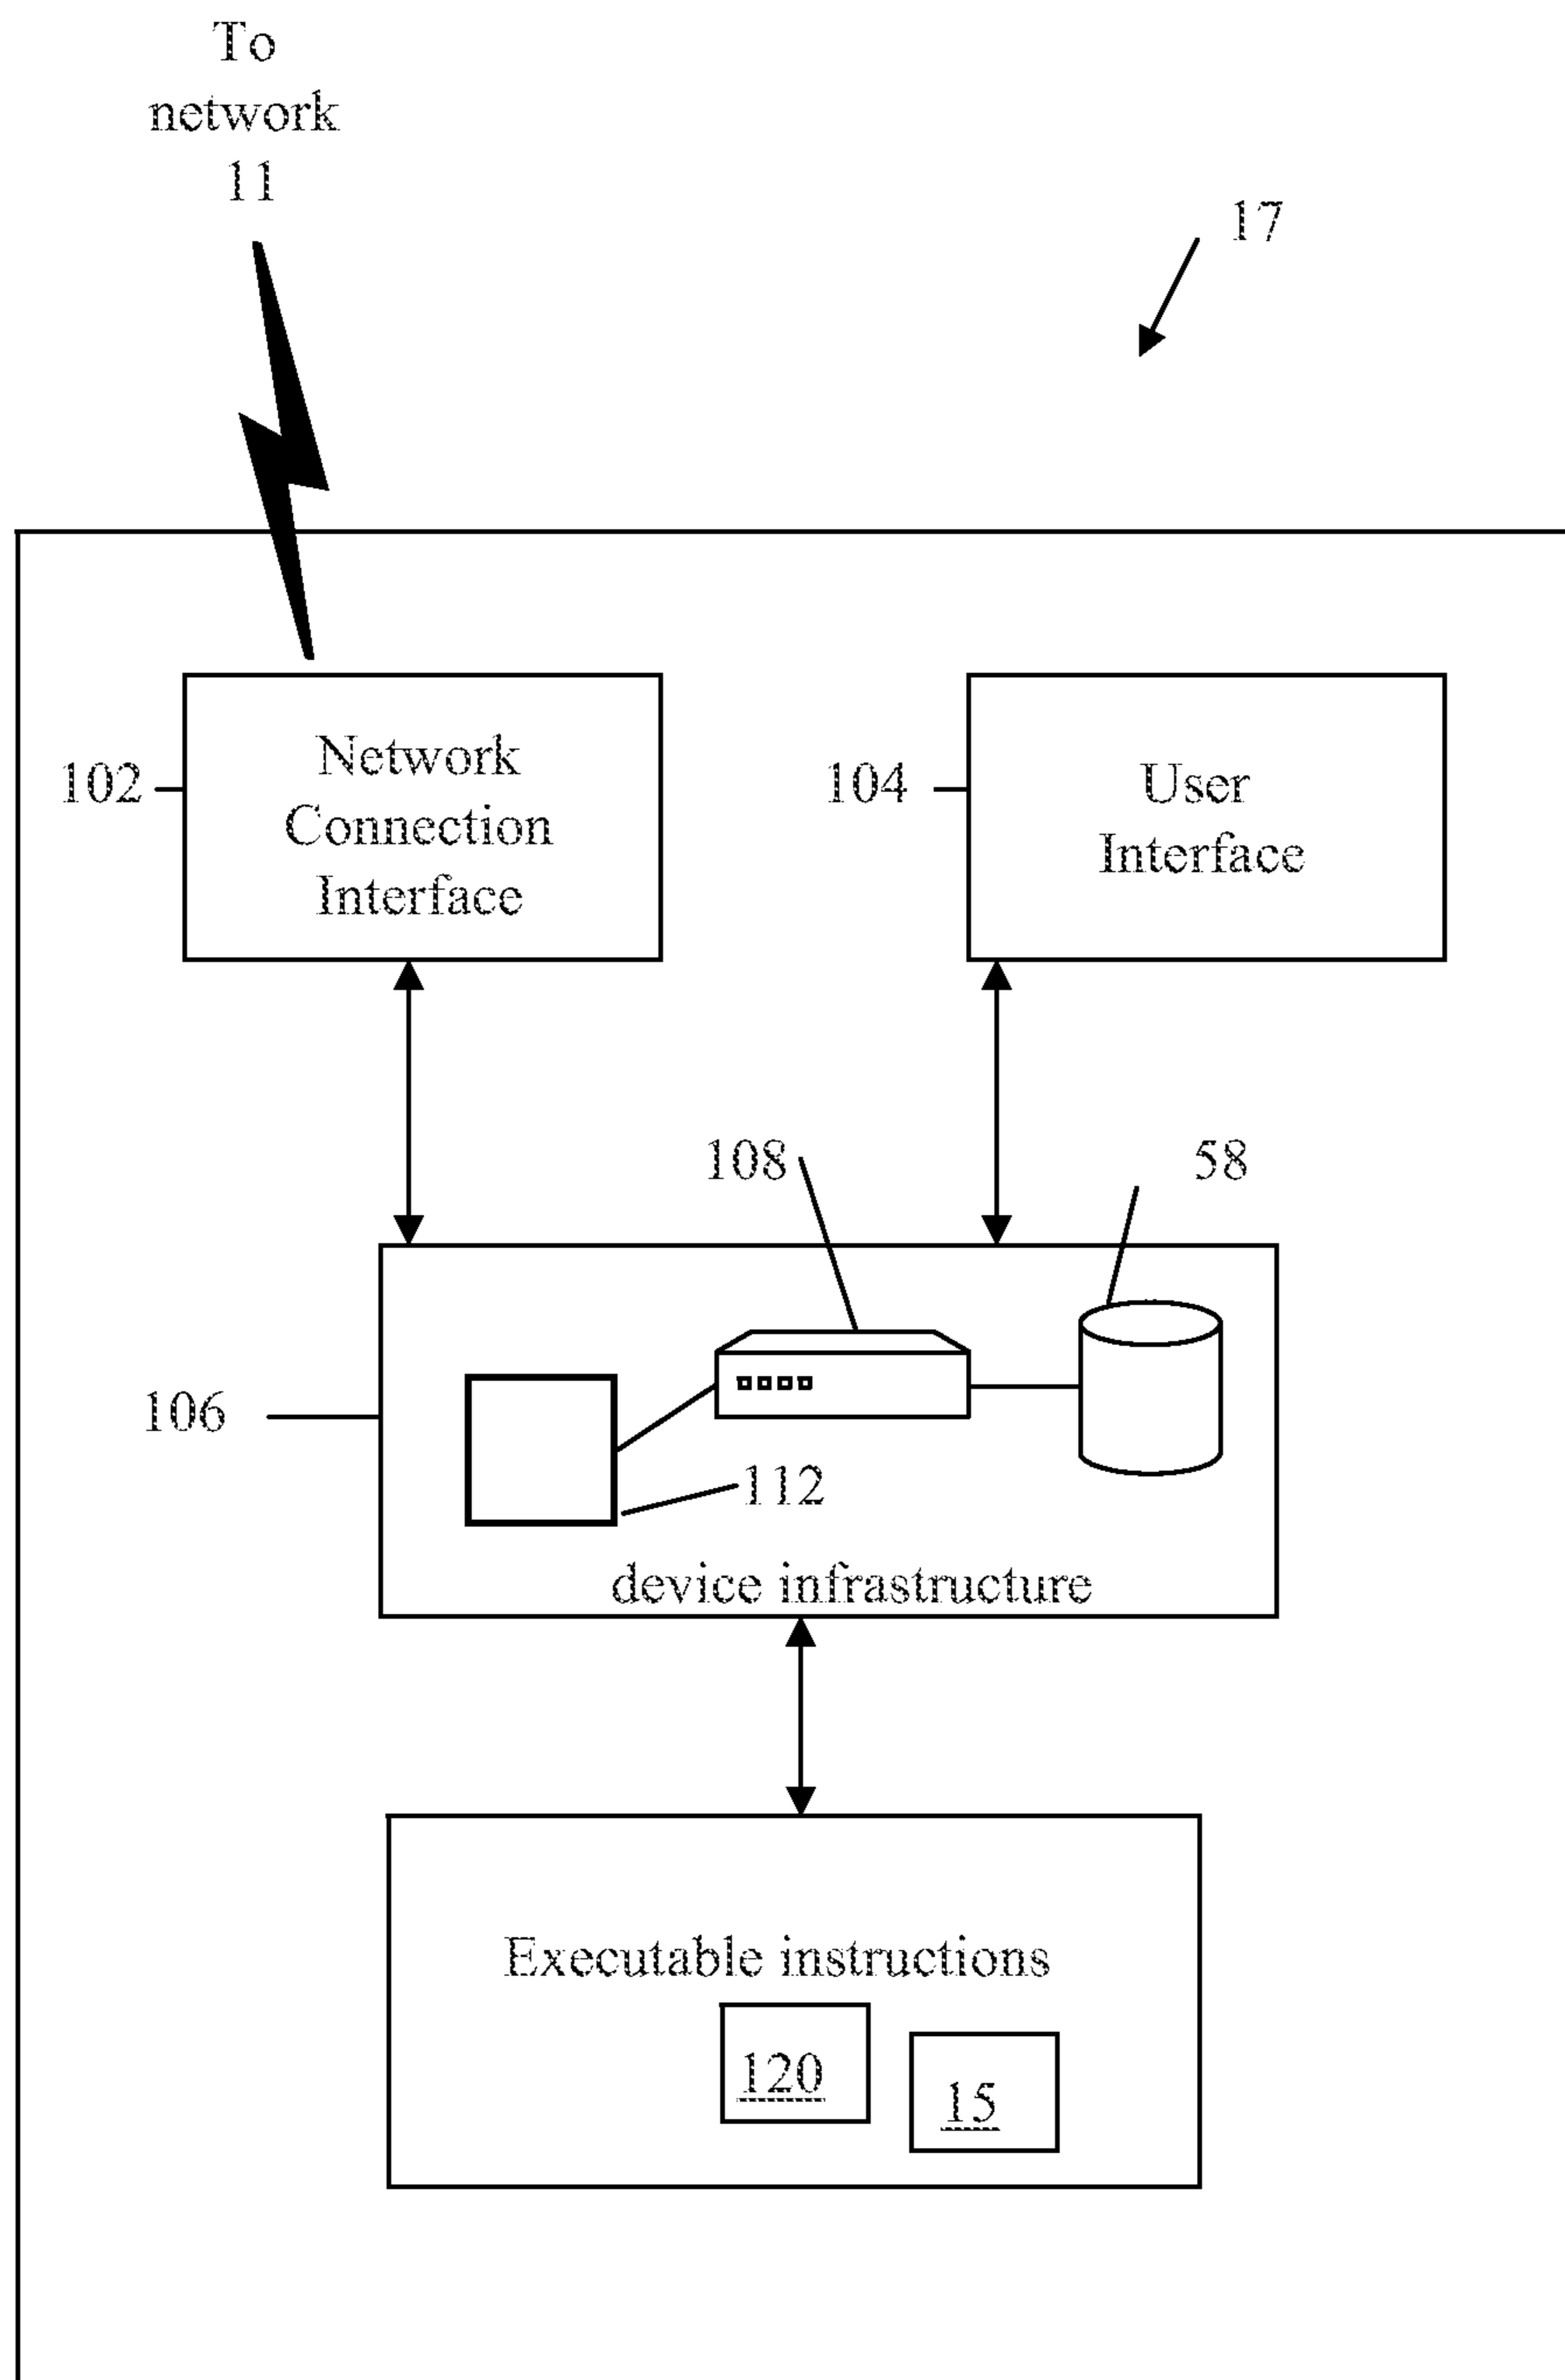 To
network
11
17
102
Network
Connection
Interface
104
User
Interface
108
58
106
112
device infrastructure
Executable instructions
120
15